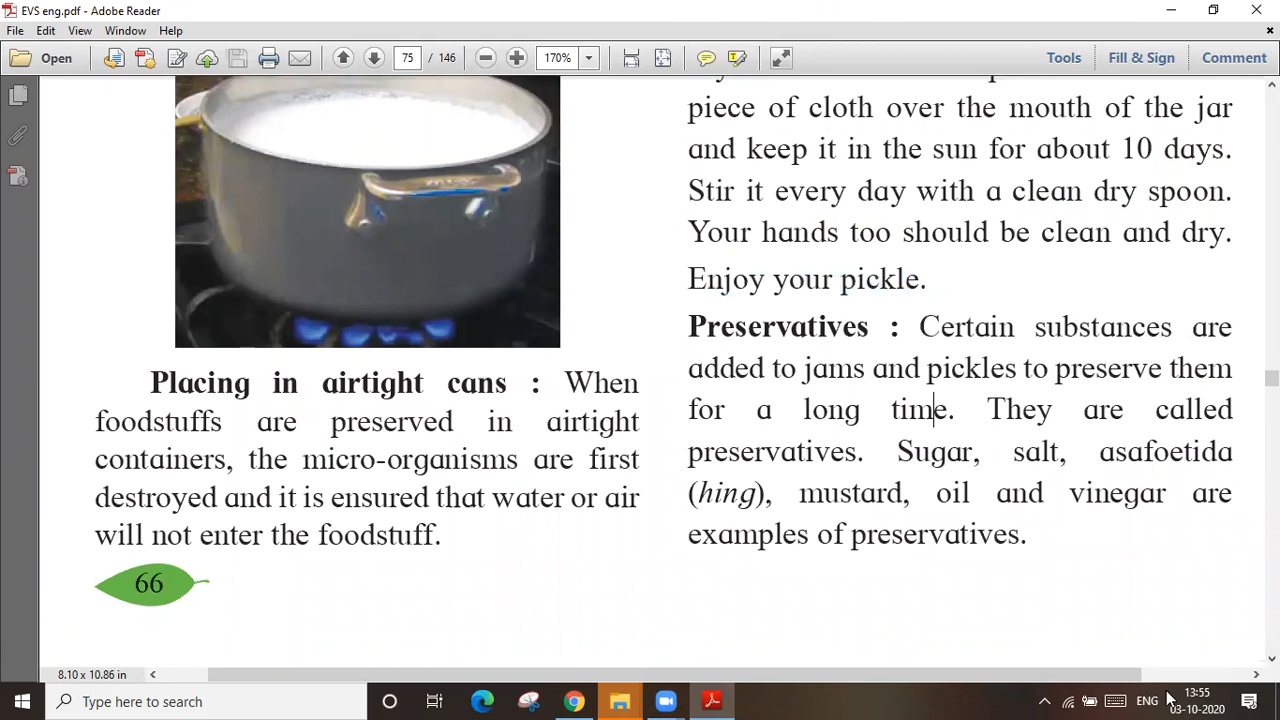 EVS eng.pdf - Adobe Reader
File Edit View Window Help
Open 75 / 146 170% Tools Fill & Sign Comment
Placing in airtight cans : When
foodstuffs are preserved in airtight
containers, the micro-organisms are first
destroyed and it is ensured that water or air
will not enter the foodstuff.
66
piece of cloth over the mouth of the jar
and keep it in the sun for about 10 days.
Stir it every day with a clean dry spoon.
Your hands too should be clean and dry.
Enjoy your pickle.
Preservatives : Certain substances are
added to jams and pickles to preserve them
for a long time. They are called
preservatives. Sugar, salt, asafoetida
(hing), mustard, oil and vinegar are
examples of preservatives.
8.10 x 10.86 in
Type here to search
ENG
13:55
03-10-2020